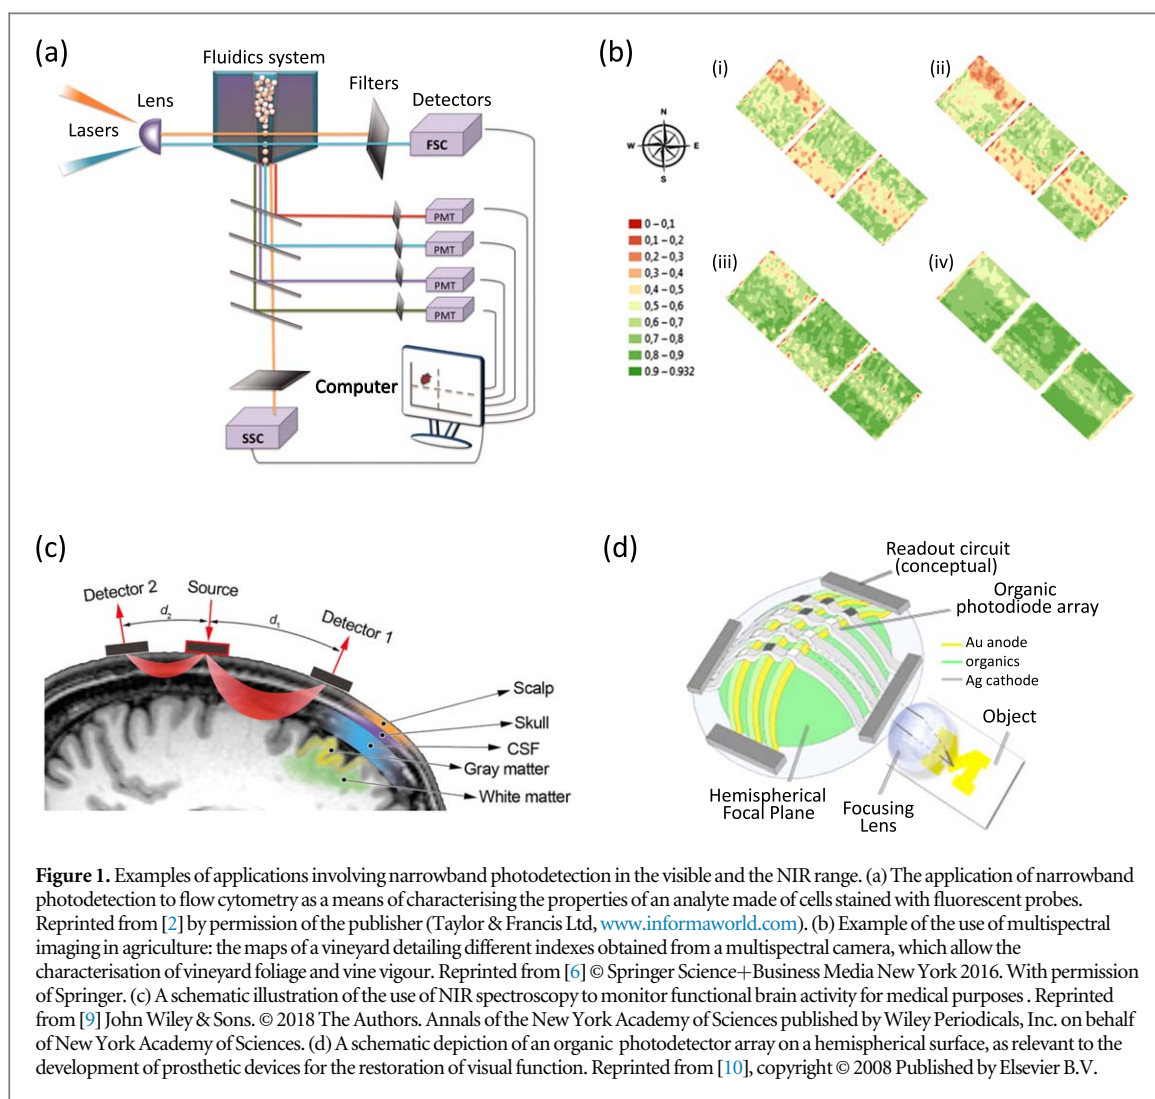 (a)
Fluidics system
Lens
Filters
Detectors
Lasers
FSC
PMT
PMT
PMT
PMT
Computer
SSC
(b)
(i)
(ii)
N
W
E
S
0 – 0,1
0,1 – 0,2
0,2 – 0,3
0,3 – 0,4
0,4 – 0,5
0,5 – 0,6
0,6 – 0,7
0,7 – 0,8
0,8 – 0,9
0.9 – 0.932
(iii)
(iv)
(c)
Detector 2
Source
d2
d1
Detector 1
Scalp
Skull
CSF
Gray matter
White matter
(d)
Readout circuit
(conceptual)
Organic
photodiode array
Au anode
organics
Ag cathode
Object
Hemispherical
Focal Plane
Focusing
Lens
Figure 1. Examples of applications involving narrowband photodetection in the visible and the NIR range. (a) The application of narrowband
photodetection to flow cytometry as a means of characterising the properties of an analyte made of cells stained with fluorescent probes.
Reprinted from [2] by permission of the publisher (Taylor & Francis Ltd, www.informaworld.com). (b) Example of the use of multispectral
imaging in agriculture: the maps of a vineyard detailing different indexes obtained from a multispectral camera, which allow the
characterisation of vineyard foliage and vine vigour. Reprinted from [6] © Springer Science+Business Media New York 2016. With permission
of Springer. (c) A schematic illustration of the use of NIR spectroscopy to monitor functional brain activity for medical purposes . Reprinted
from [9] John Wiley & Sons. © 2018 The Authors. Annals of the New York Academy of Sciences published by Wiley Periodicals, Inc. on behalf
of New York Academy of Sciences. (d) A schematic depiction of an organic photodetector array on a hemispherical surface, as relevant to the
development of prosthetic devices for the restoration of visual function. Reprinted from [10], copyright © 2008 Published by Elsevier B.V.